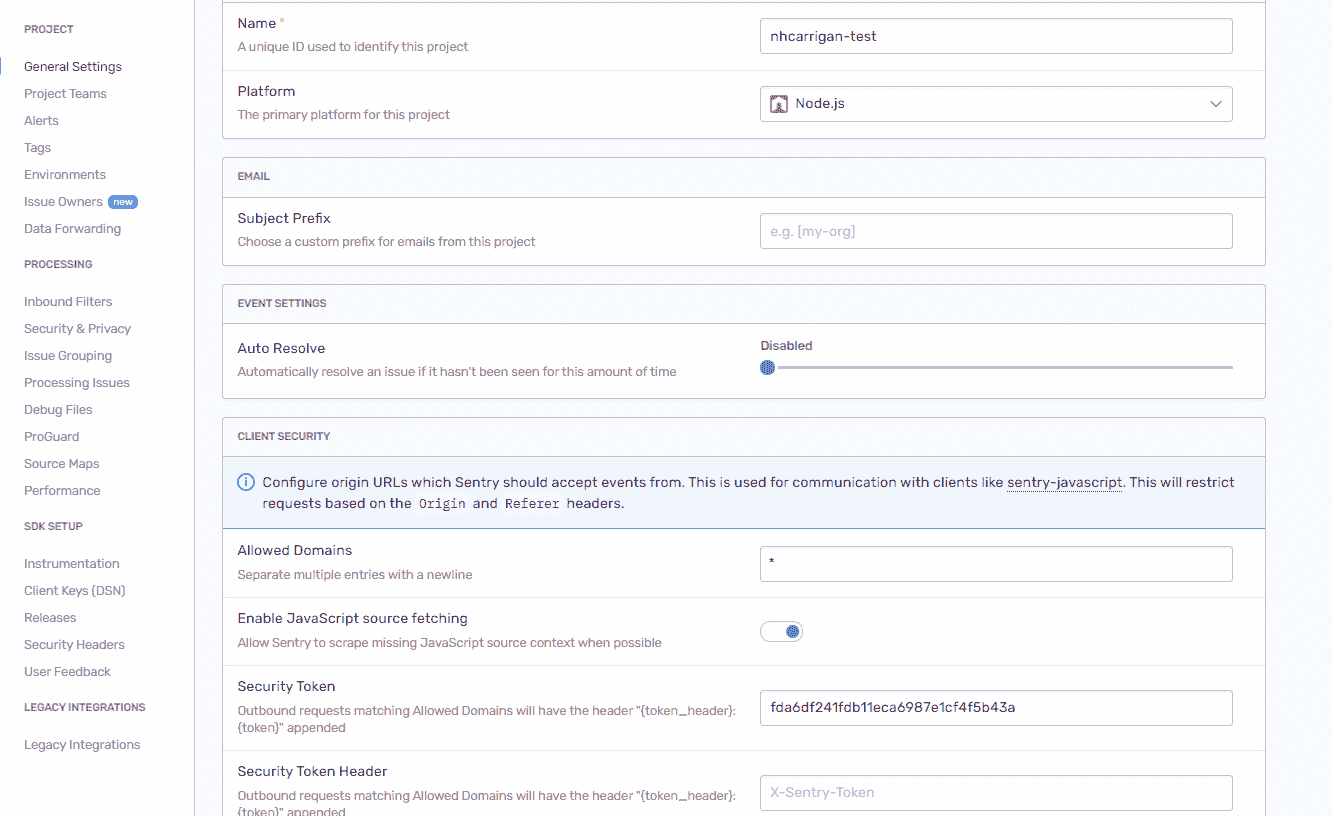 PROJECT
General Settings
Project Teams
Alerts
Tags
Environments
Issue Owners new
Data Forwarding
PROCESSING
Inbound Filters
Security & Privacy
Issue Grouping
Processing Issues
Debug Files
ProGuard
Source Maps
Performance
SDK SETUP
Instrumentation
Client Keys (DSN)
Releases
Security Headers
User Feedback
LEGACY INTEGRATIONS
Legacy Integrations
Name *
A unique ID used to identify this project
nhcarrigan-test
Platform
The primary platform for this project
Node.js
EMAIL
Subject Prefix
Choose a custom prefix for emails from this project
e.g. [my-org]
EVENT SETTINGS
Auto Resolve
Automatically resolve an issue if it hasn't been seen for this amount of time
Disabled
CLIENT SECURITY
Configure origin URLs which Sentry should accept events from. This is used for communication with clients like sentry-javascript. This will restrict
requests based on the Origin and Referer headers.
Allowed Domains
Separate multiple entries with a newline
*
Enable JavaScript source fetching
Allow Sentry to scrape missing JavaScript source context when possible
Security Token
Outbound requests matching Allowed Domains will have the header "{token_header}:
{token}" appended
fda6df241fdb11eca6987e1cf4f5b43a
Security Token Header
Outbound requests matching Allowed Domains will have the header "{token_header}:
{token}" appended
X-Sentry-Token